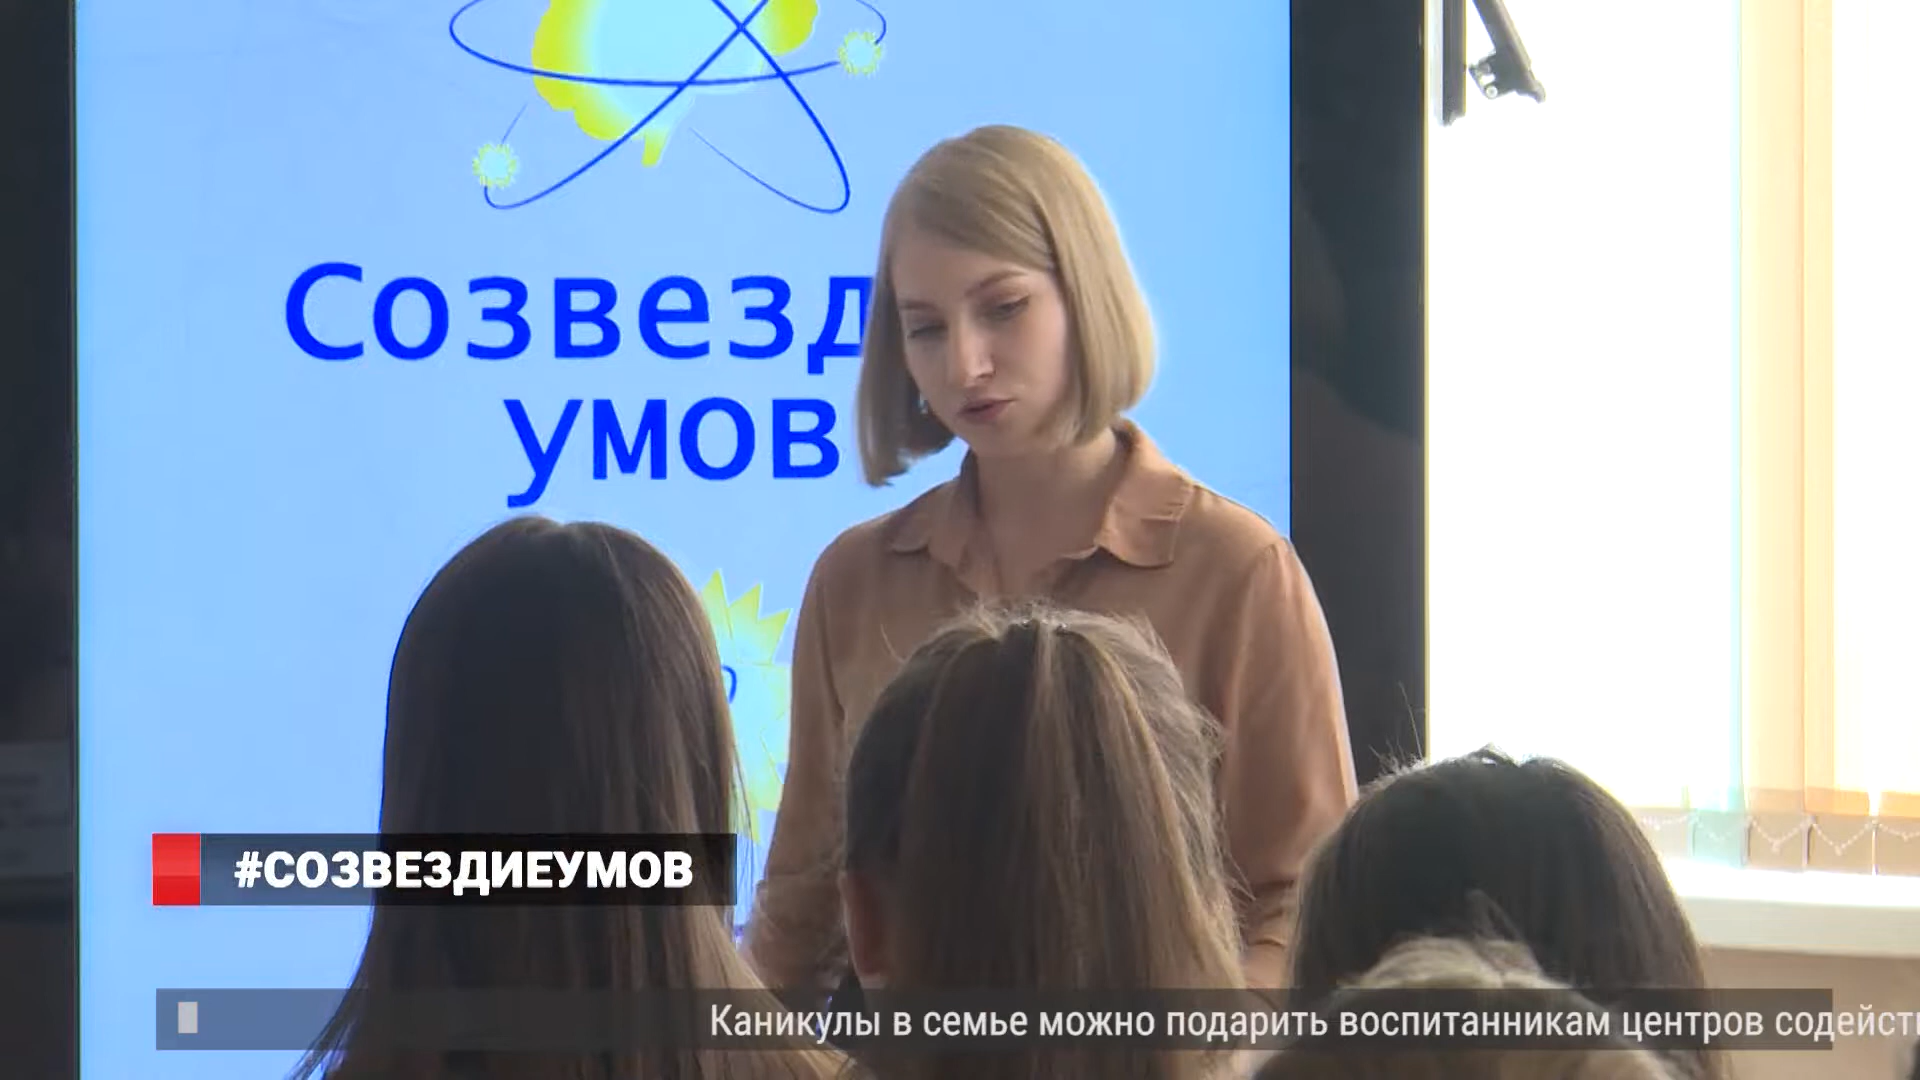 Созвезд
умов
#СОЗВЕЗДИЕУМОВ
Каникулы в семье можно подарить воспитанникам центров содейст